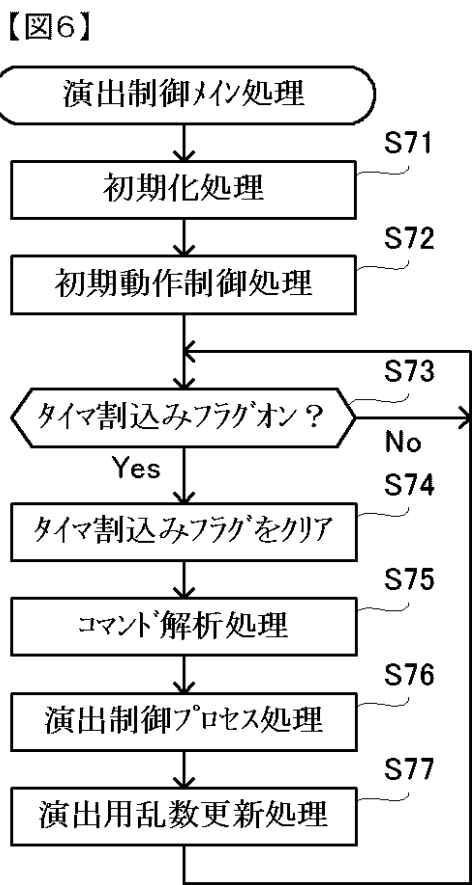 【図6】
演出制御メイン処理
S71
初期化処理
S72
初期動作制御処理
S73
タイマ割込みフラグオン？
No
Yes
S74
タイマ割込みフラグをクリア
S75
コマンド解析処理
S76
演出制御プロセス処理
S77
演出用乱数更新処理